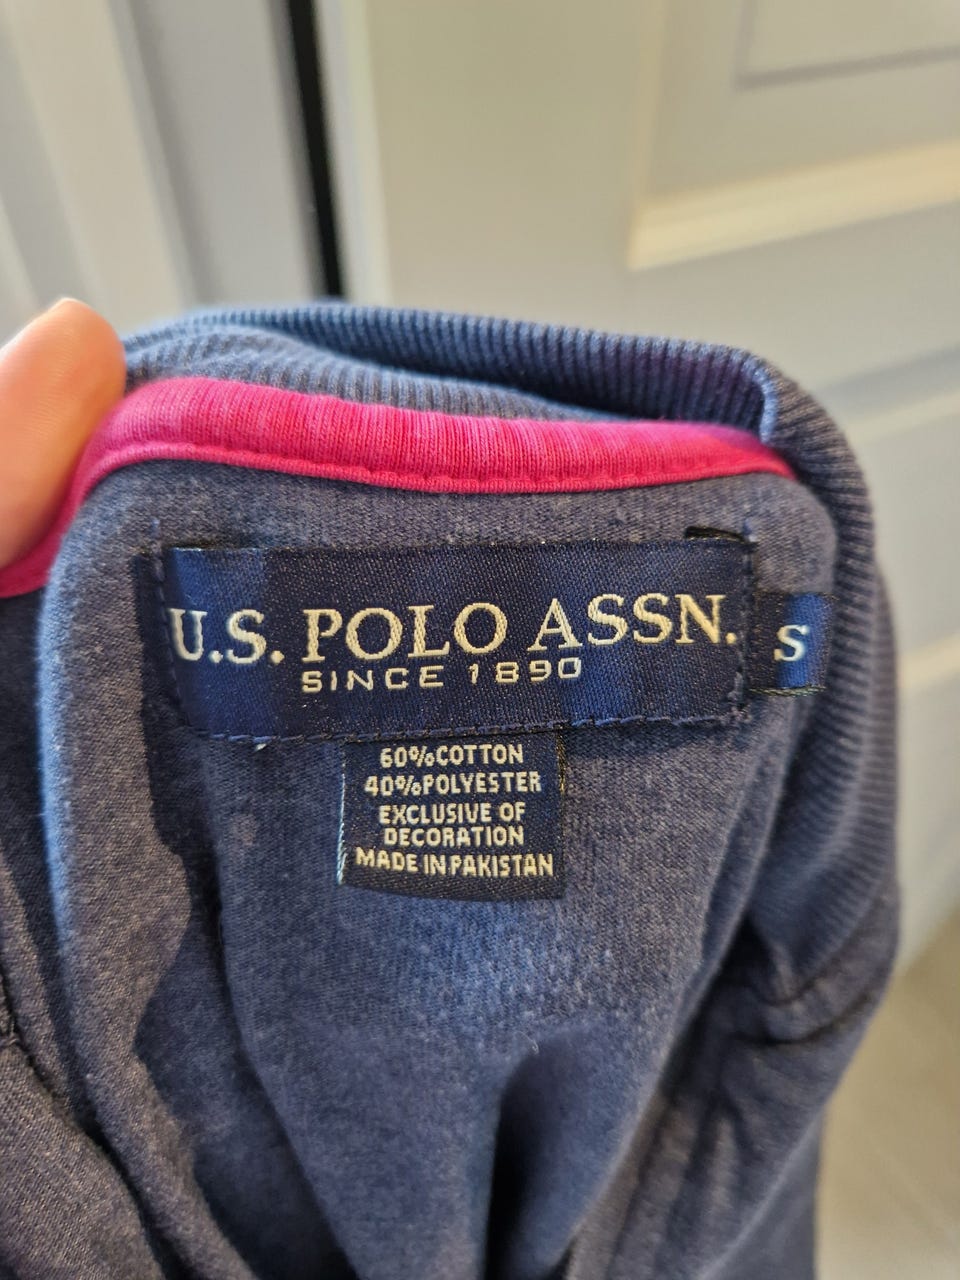 U.S. POLO ASSN.
SINCE 1890
S
60%COTTON
40%POLYESTER
EXCLUSIVE OF
DECORATION
MADE IN PAKISTAN